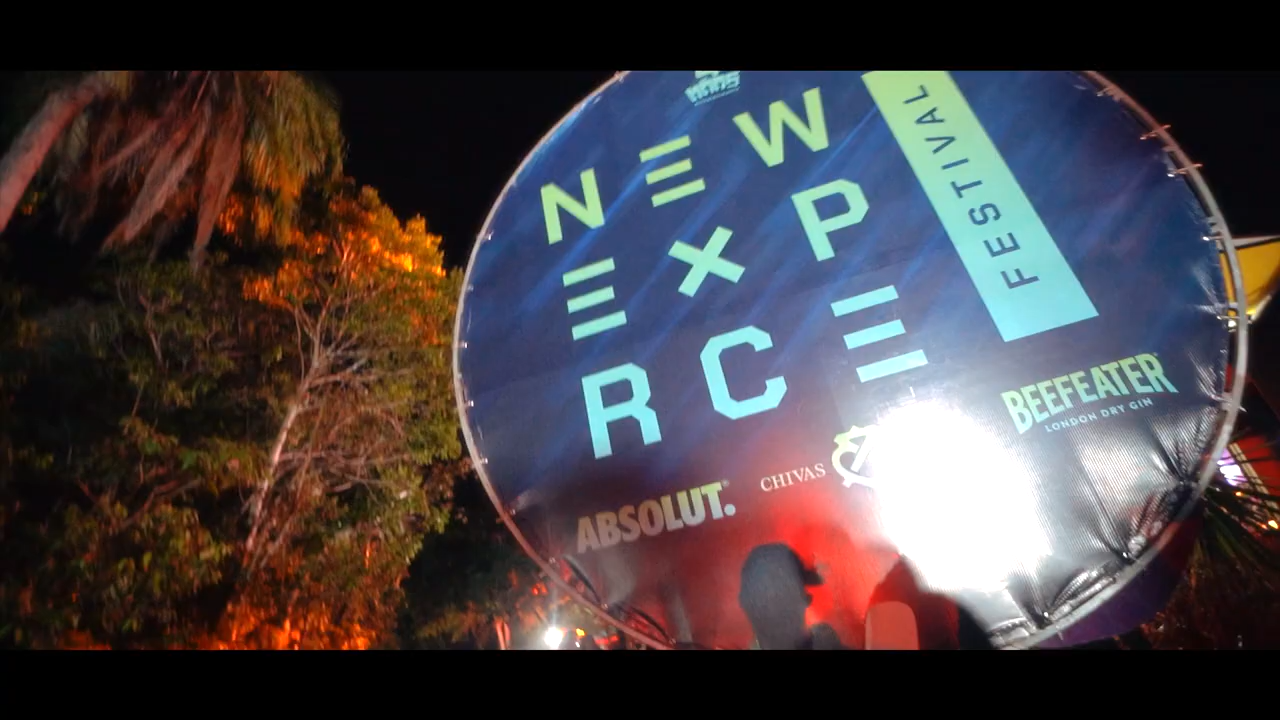 NEW
EXP
RCE
FESTIVAL
ABSOLUT.
CHIVAS
BEEFEATER
LONDON DRY GIN